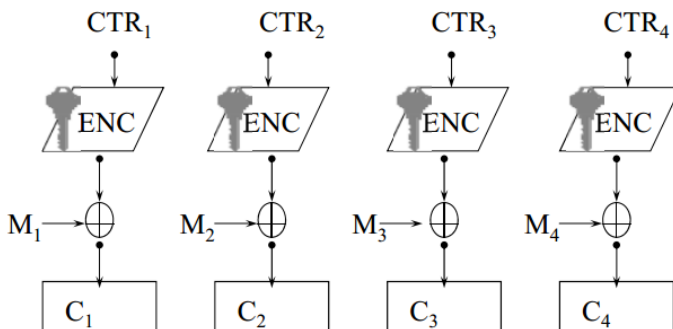 CTR₁ CTR₂ CTR₃ CTR₄
ENC ENC ENC ENC
M₁ M₂ M₃ M₄
C₁ C₂ C₃ C₄